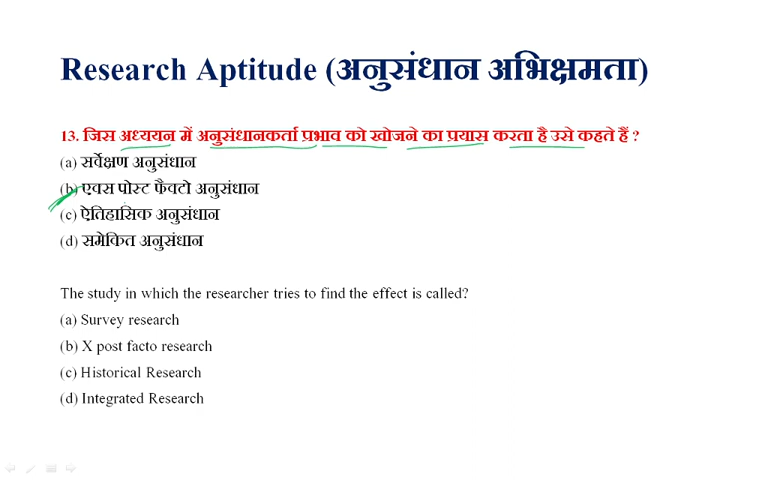 Research Aptitude (अनुसंधान अभिक्षमता)
13. जिस अध्ययन में अनुसंधानकर्ता प्रभाव को खोजने का प्रयास करता है उसे कहते हैं ?
(a) सर्वेक्षण अनुसंधान
(b) एक्स पोस्ट फैक्टो अनुसंधान
(c) ऐतिहासिक अनुसंधान
(d) समेकित अनुसंधान
The study in which the researcher tries to find the effect is called?
(a) Survey research
(b) X post facto research
(c) Historical Research
(d) Integrated Research